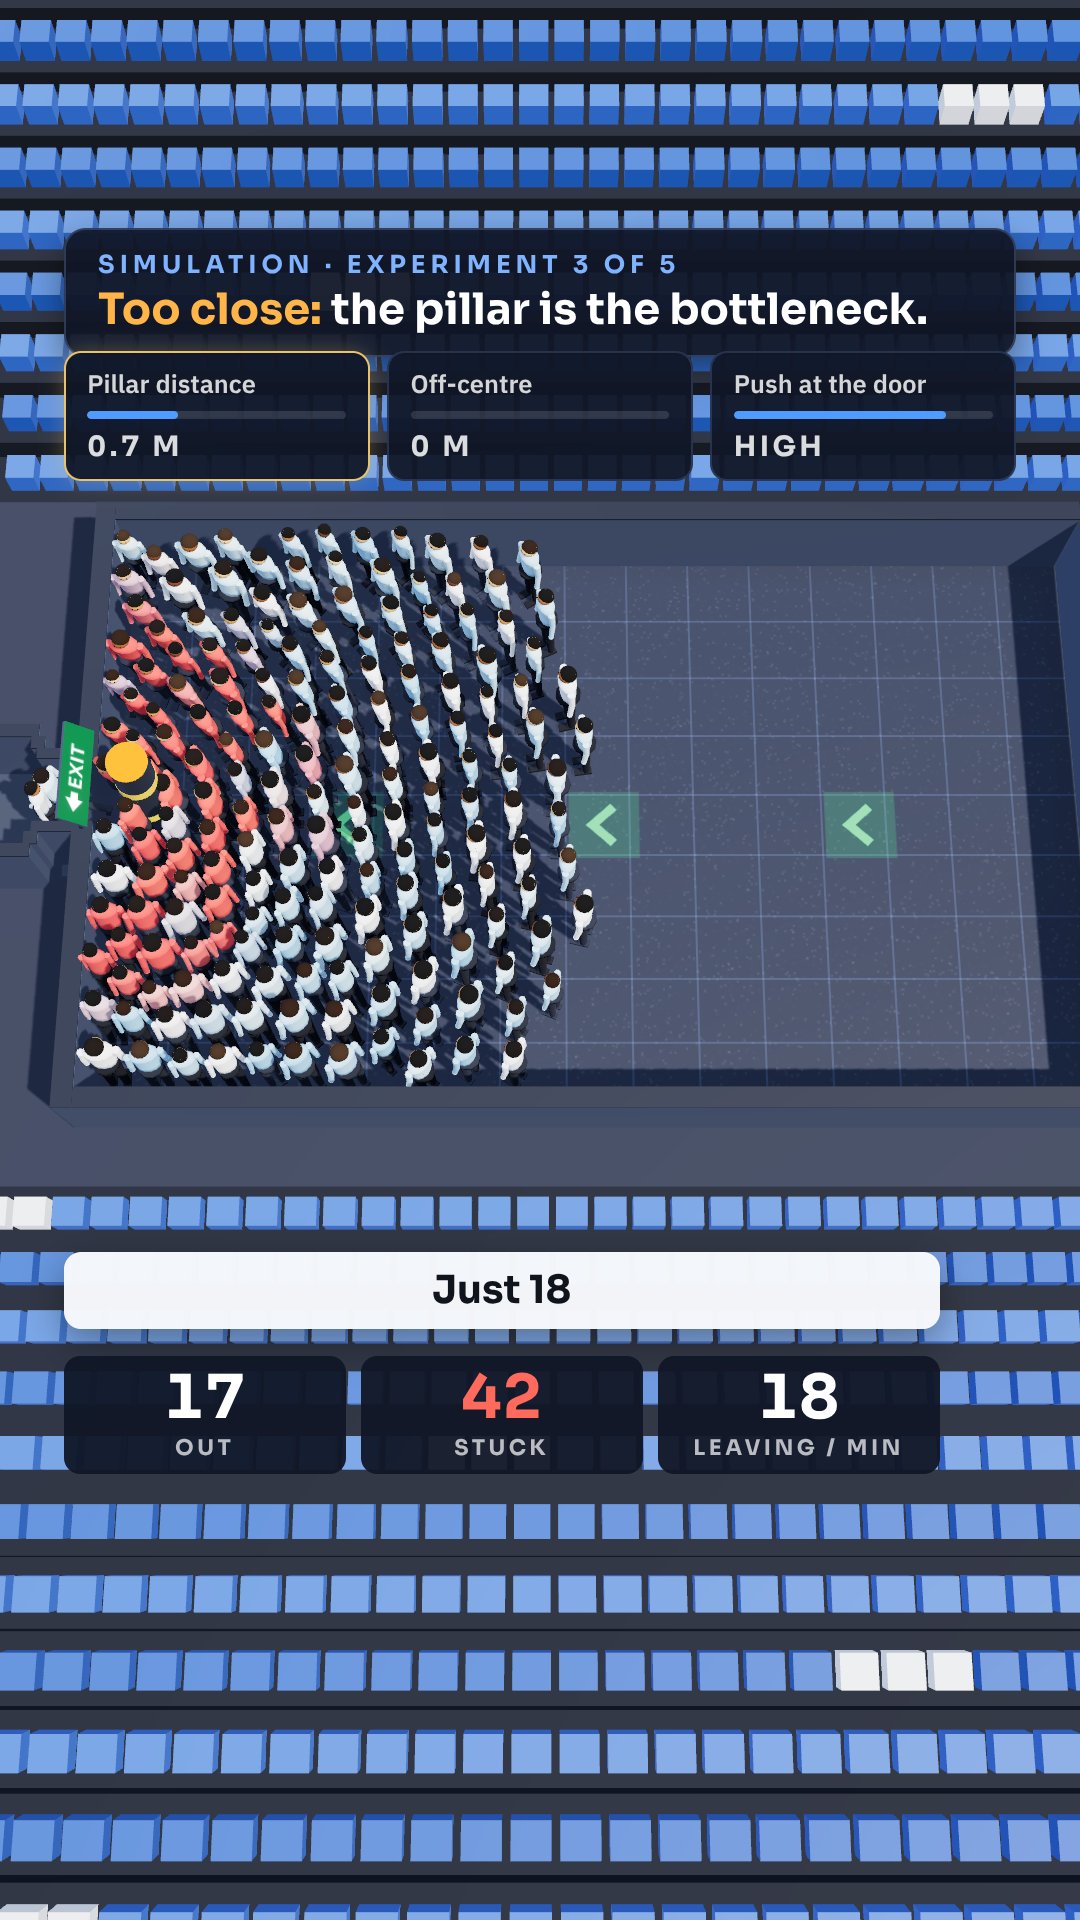 SIMULATION · EXPERIMENT 3 OF 5
Too close: the pillar is the bottleneck.
Pillar distance
0.7 M
Off-centre
0 M
Push at the door
HIGH
EXIT
Just 18
17
OUT
42
STUCK
18
LEAVING / MIN